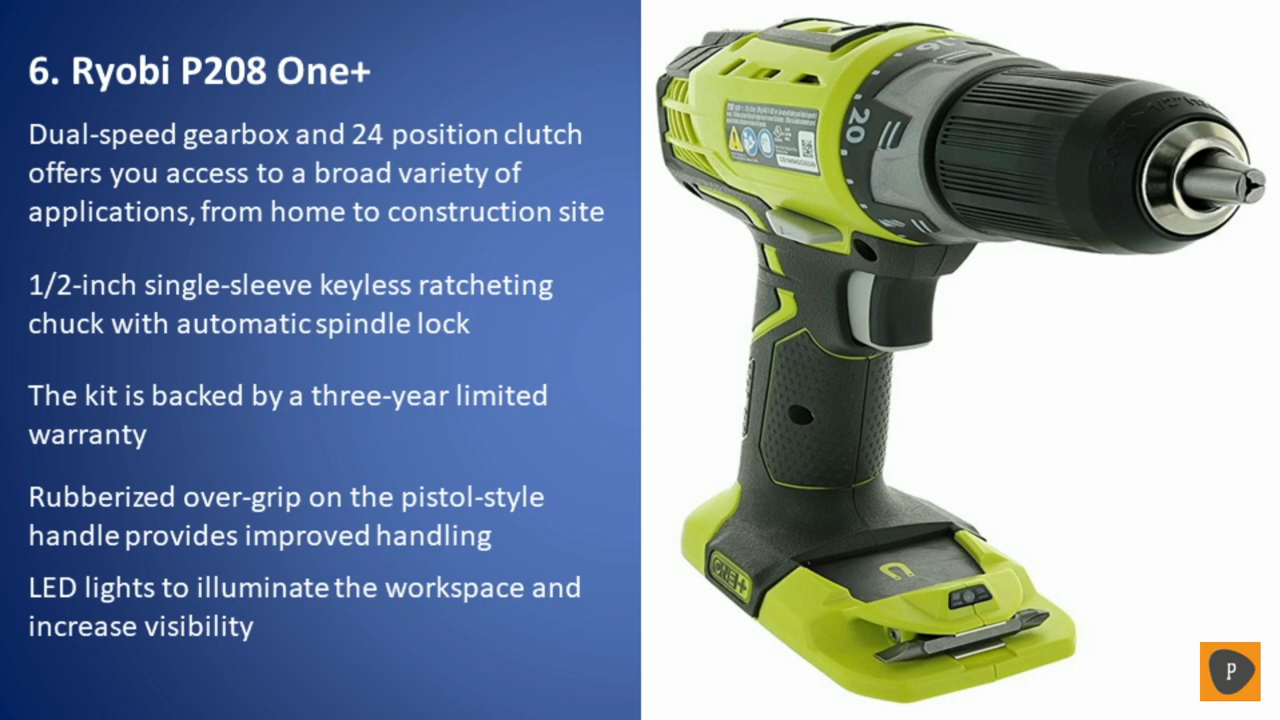 6. Ryobi P208 One+
Dual-speed gearbox and 24 position clutch
offers you access to a broad variety of
applications, from home to construction site
1/2-inch single-sleeve keyless ratcheting
chuck with automatic spindle lock
The kit is backed by a three-year limited
warranty
Rubberized over-grip on the pistol-style
handle provides improved handling
LED lights to illuminate the workspace and
increase visibility
16
20
ONE+
P